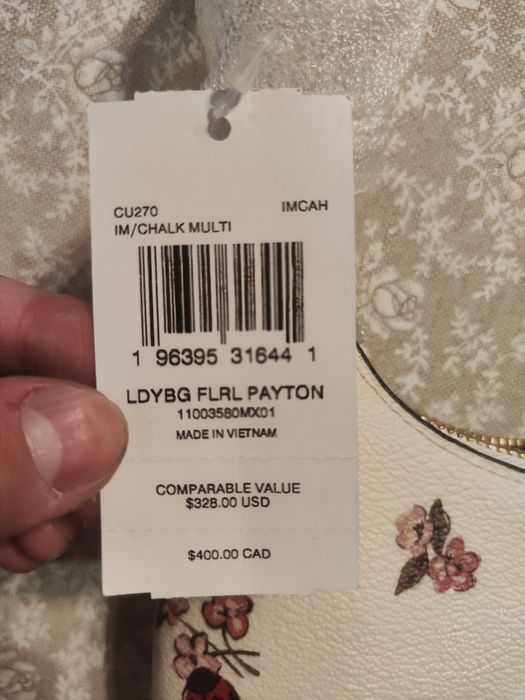 CU270 IMCAH
IM/CHALK MULTI
1 96395 31644 1
LDYBG FLRL PAYTON
11003580MX01
MADE IN VIETNAM
COMPARABLE VALUE
$328.00 USD
$400.00 CAD